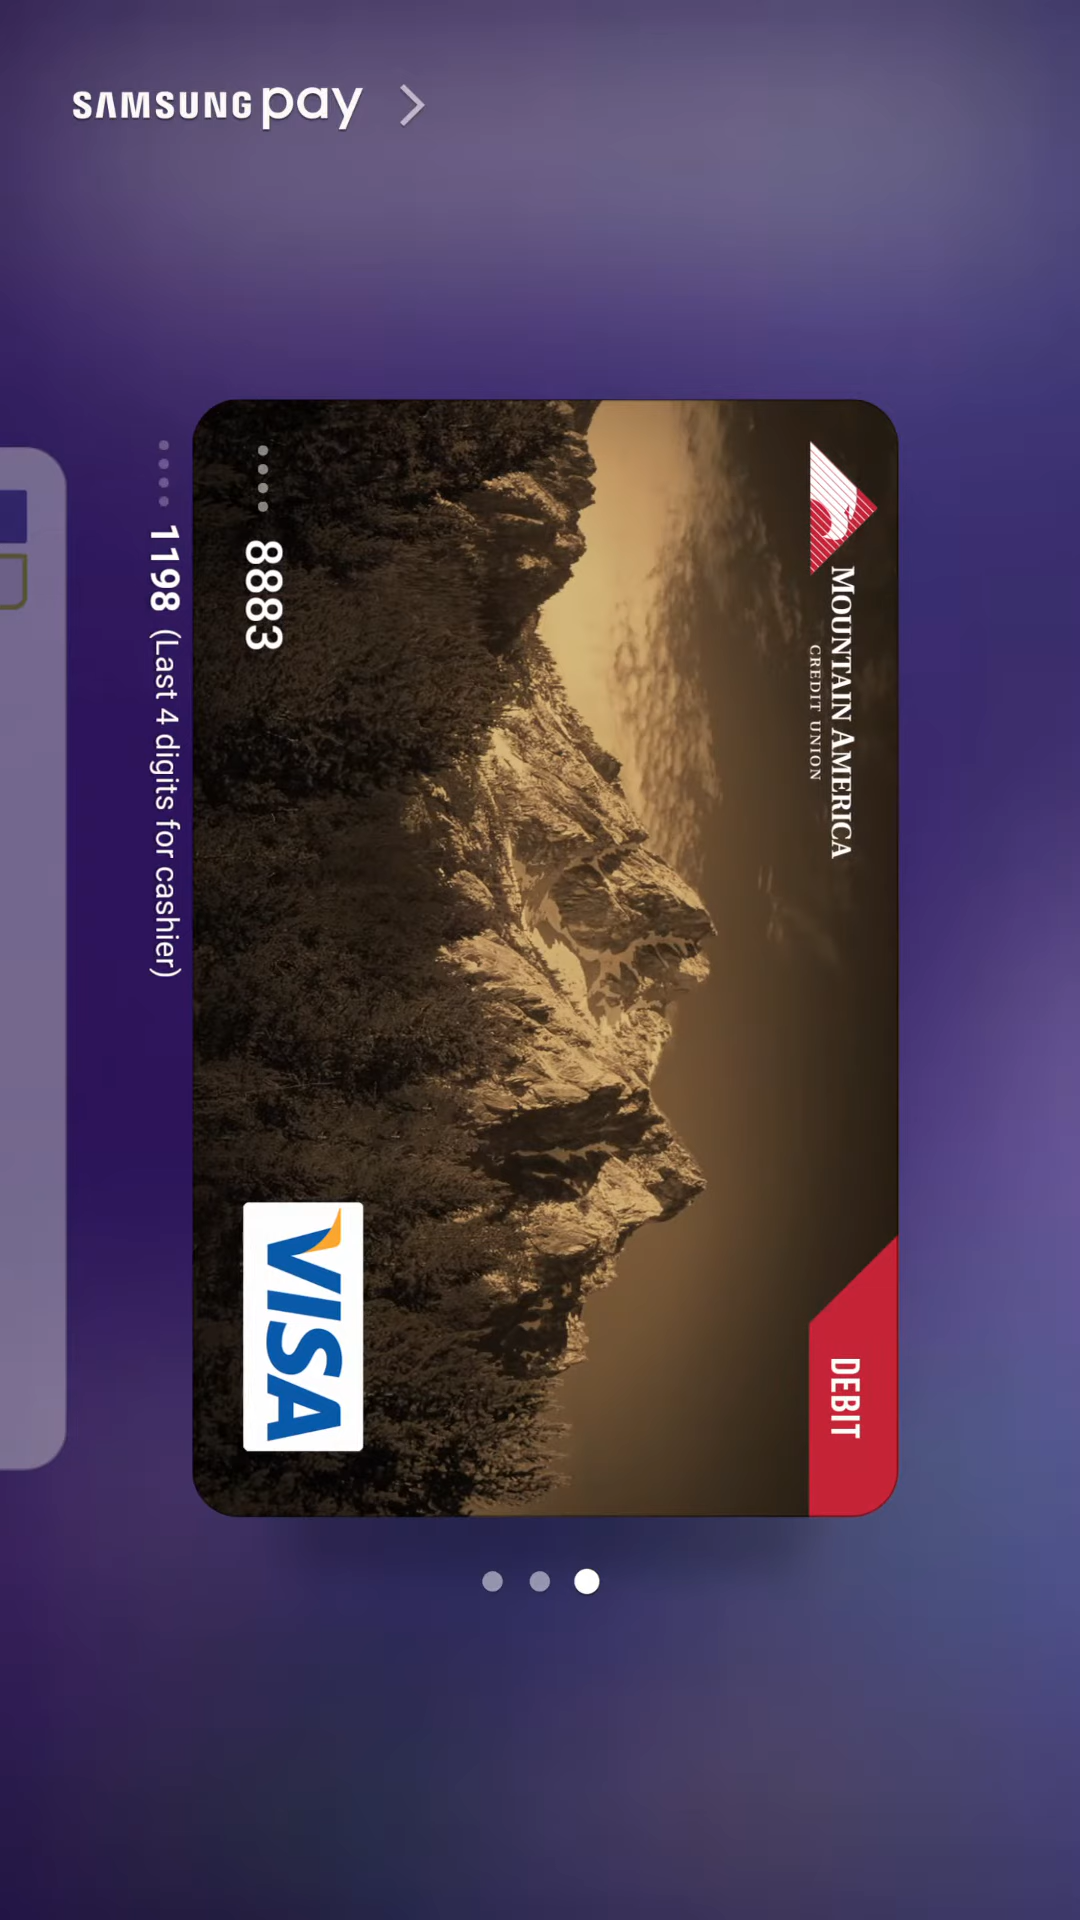 SAMSUNG pay
MOUNTAIN AMERICA
CREDIT UNION
DEBIT
•••• 8883
VISA
•••• 1198 (Last 4 digits for cashier)